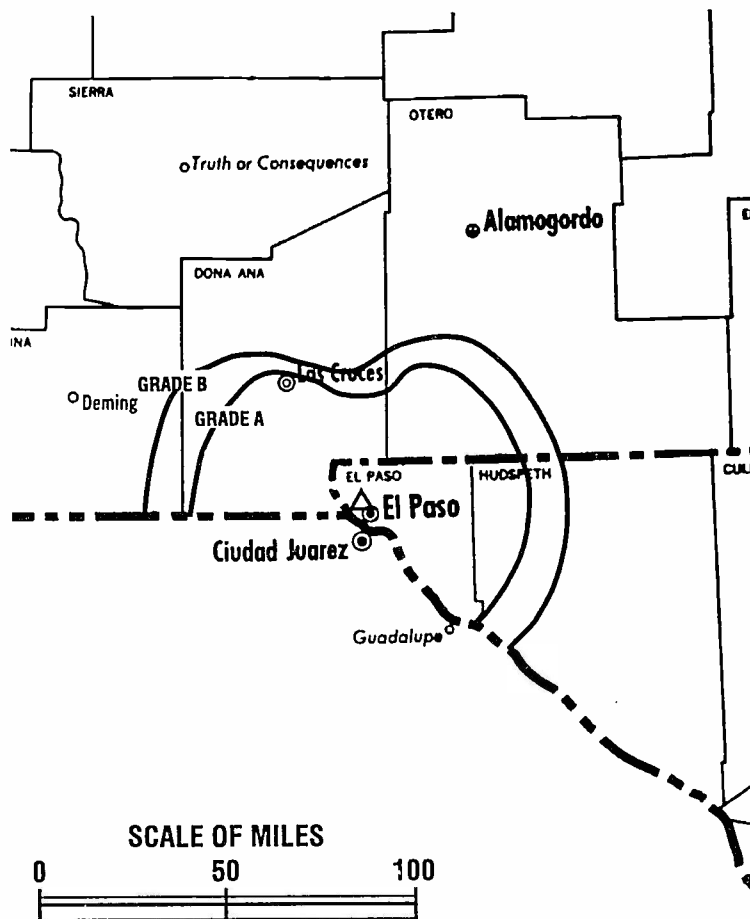 SIERRA
OTERO
Truth or Consequences
Alamogordo
DONA ANA
INA
GRADE B
Las Cruces
Deming
GRADE A
EL PASO
HUDSPETH
CUL
El Paso
Ciudad Juarez
Guadalupe
SCALE OF MILES
0 50 100